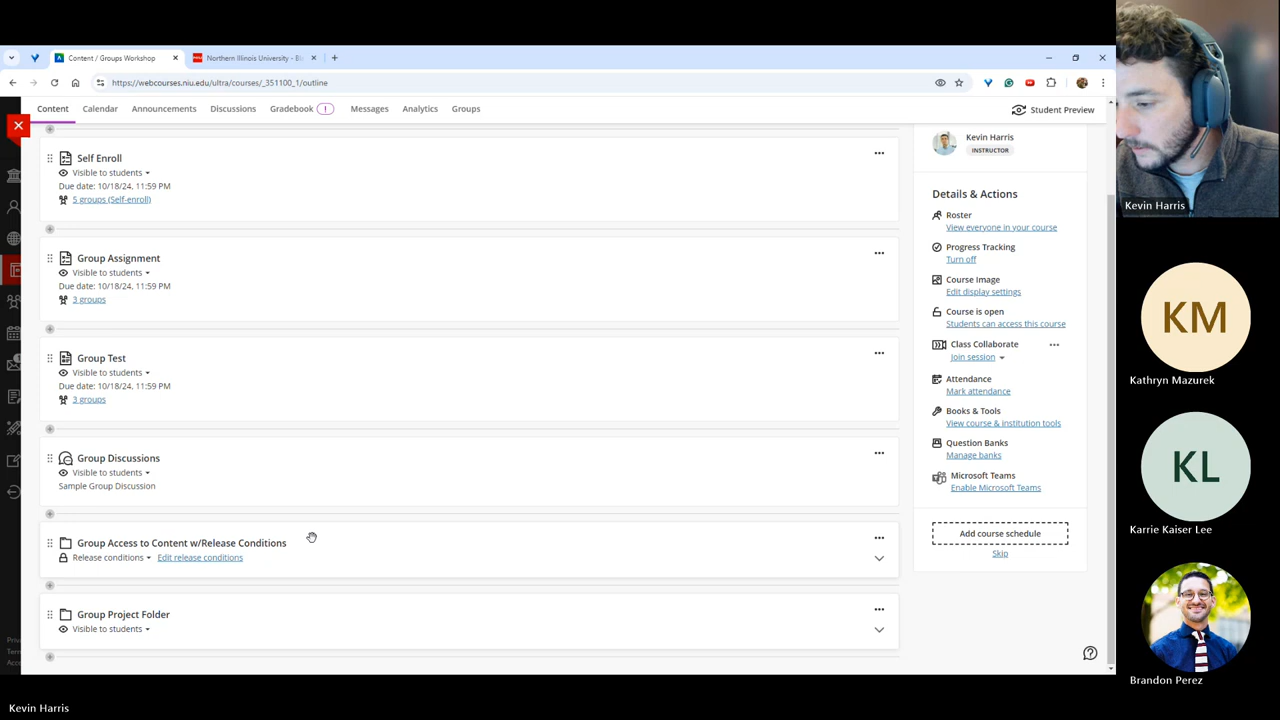 Content / Groups Workshop
Northern Illinois University - Bl
https://webcourses.niu.edu/ultra/courses/_351100_1/outline
Content
Calendar
Announcements
Discussions
Gradebook
!
Messages
Analytics
Groups
Student Preview
Self Enroll
Visible to students
Due date: 10/18/24, 11:59 PM
5 groups (Self-enroll)
Group Assignment
Visible to students
Due date: 10/18/24, 11:59 PM
3 groups
Group Test
Visible to students
Due date: 10/18/24, 11:59 PM
3 groups
Group Discussions
Visible to students
Sample Group Discussion
Group Access to Content w/Release Conditions
Release conditions
Edit release conditions
Group Project Folder
Visible to students
Priva
Term
Acce
Kevin Harris
INSTRUCTOR
Details & Actions
Roster
View everyone in your course
Progress Tracking
Turn off
Course Image
Edit display settings
Course is open
Students can access this course
Class Collaborate
Join session
Attendance
Mark attendance
Books & Tools
View course & institution tools
Question Banks
Manage banks
Microsoft Teams
Enable Microsoft Teams
Add course schedule
Skip
Kevin Harris
KM
Kathryn Mazurek
KL
Karrie Kaiser Lee
Brandon Perez
Kevin Harris